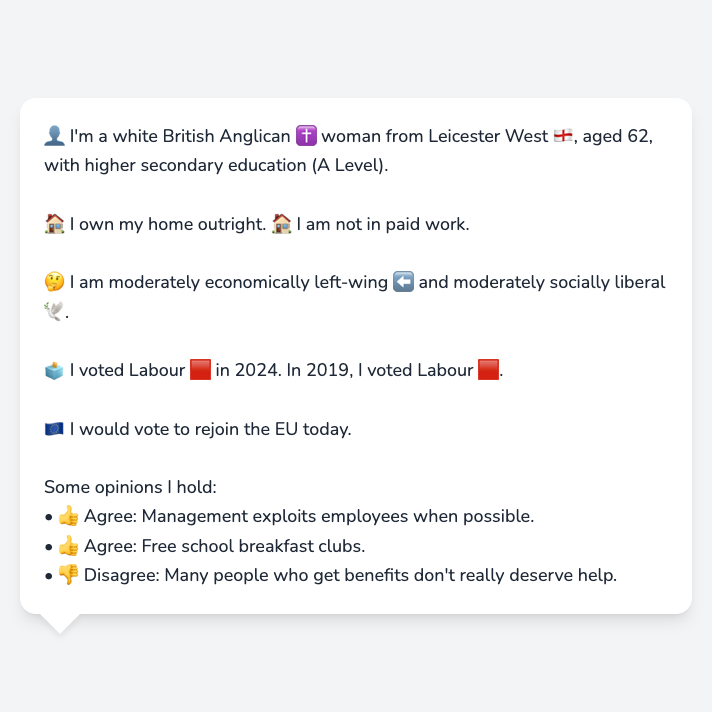 👤 I'm a white British Anglican ✝️ woman from Leicester West 🏴󠁧󠁢󠁥󠁮󠁧󠁿, aged 62,
with higher secondary education (A Level).
🏠 I own my home outright. 🏠 I am not in paid work.
🤔 I am moderately economically left-wing ⬅️ and moderately socially liberal
🕊️.
🗳️ I voted Labour 🟥 in 2024. In 2019, I voted Labour 🟥.
🇪🇺 I would vote to rejoin the EU today.
Some opinions I hold:
• 👍 Agree: Management exploits employees when possible.
• 👍 Agree: Free school breakfast clubs.
• 👎 Disagree: Many people who get benefits don't really deserve help.